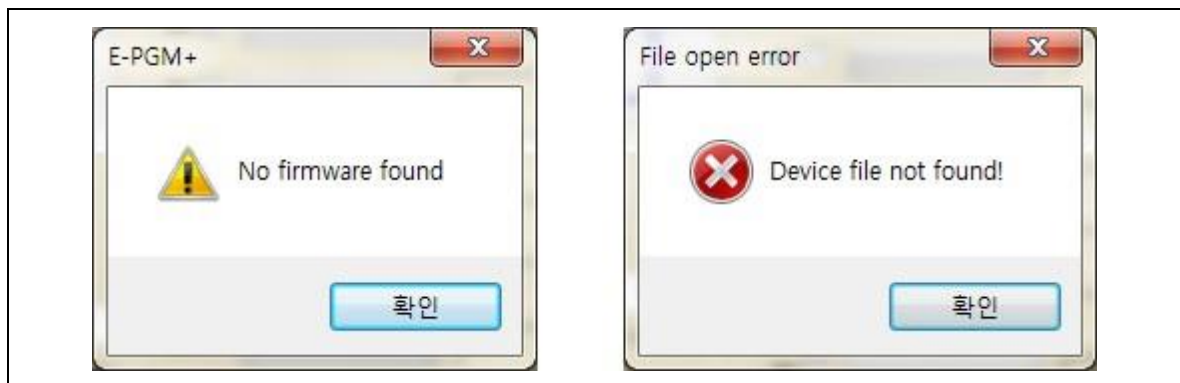 E-PGM+
No firmware found
확인
File open error
Device file not found!
확인